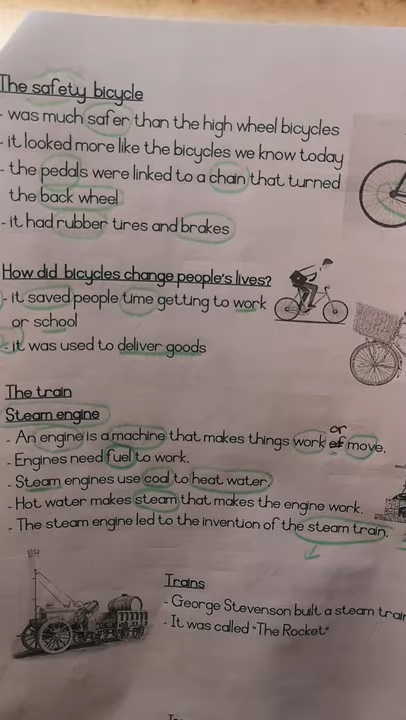 The safety bicycle
- was much safer than the high wheel bicycles
- it looked more like the bicycles we know today
- the pedals were linked to a chain that turned
the back wheel
- it had rubber tires and brakes
How did bicycles change people's lives?
- it saved people time getting to work
or school
- it was used to deliver goods
The train
Steam engine
or
- An engine is a machine that makes things work of move.
- Engines need fuel to work.
- Steam engines use coal to heat water.
- Hot water makes steam that makes the engine work.
- The steam engine led to the invention of the steam train.
Trains
- George Stevenson built a steam train
- It was called "The Rocket"